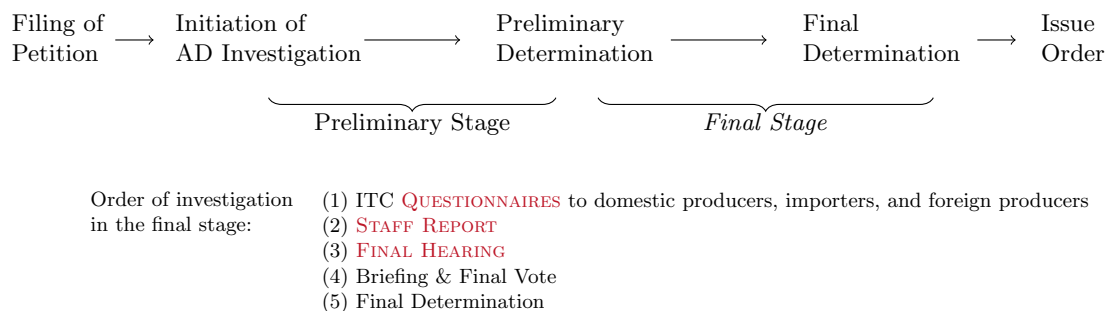 Filing of Petition
Initiation of AD Investigation
Preliminary Determination
Final Determination
Issue Order
Preliminary Stage
Final Stage
Order of investigation in the final stage:
(1) ITC QUESTIONNAIRES to domestic producers, importers, and foreign producers
(2) STAFF REPORT
(3) FINAL HEARING
(4) Briefing & Final Vote
(5) Final Determination